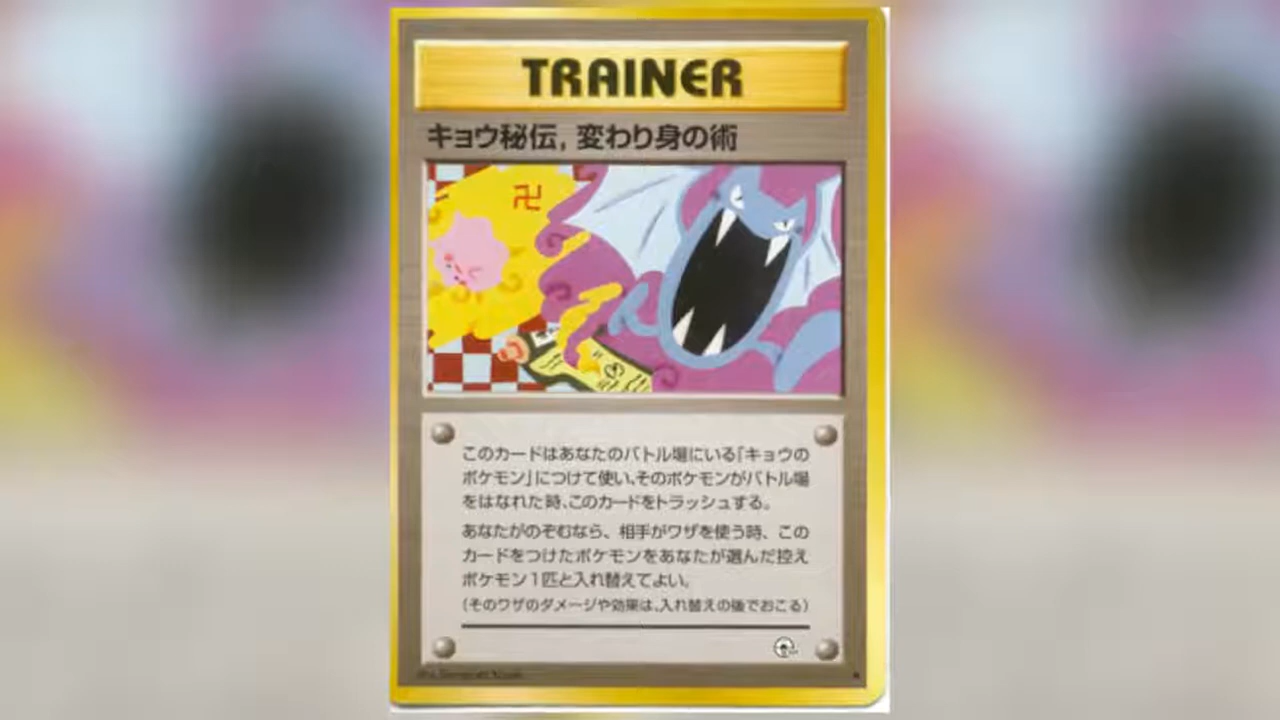 TRAINER
キョウ秘伝, 変わり身の術
卍
このカードはあなたのバトル場にいる「キョウの
ポケモン」につけて使い、そのポケモンがバトル場
をはなれた時、このカードをトラッシュする。
あなたがのぞむなら、相手がワザを使う時、この
カードをつけたポケモンをあなたが選んだ控え
ポケモン1匹と入れ替えてよい。
(そのワザのダメージや効果は、入れ替えの後でおこる)